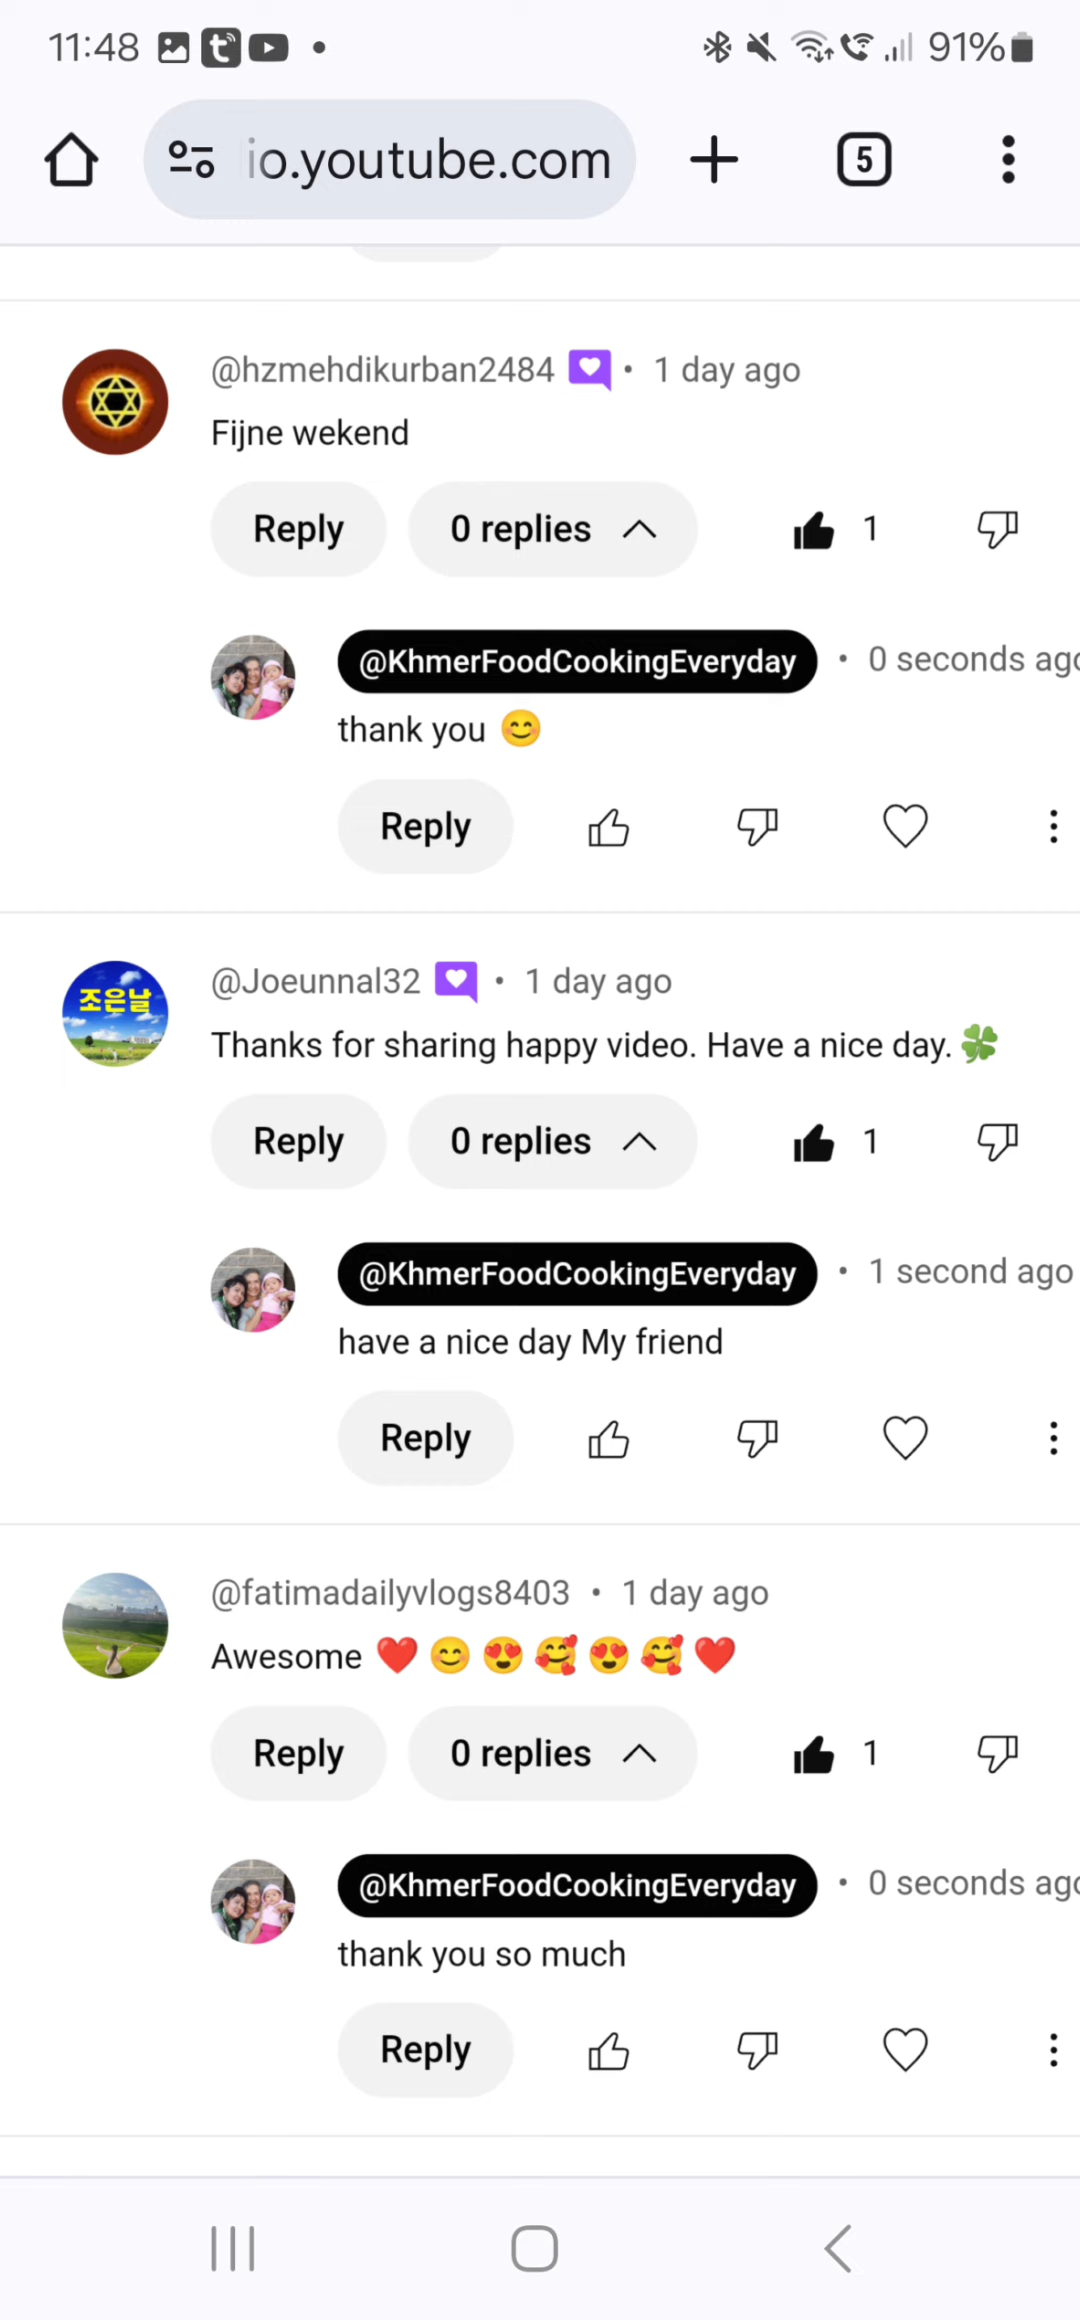 11:48 91%
io.youtube.com 5
@hzmehdikurban2484 • 1 day ago
Fijne wekend
Reply 0 replies 1
@KhmerFoodCookingEveryday • 0 seconds ago
thank you 😊
Reply
조은날
@Joeunnal32 • 1 day ago
Thanks for sharing happy video. Have a nice day. 🍀
Reply 0 replies 1
@KhmerFoodCookingEveryday • 1 second ago
have a nice day My friend
Reply
@fatimadailyvlogs8403 • 1 day ago
Awesome ❤️😊😍🥰😍🥰❤️
Reply 0 replies 1
@KhmerFoodCookingEveryday • 0 seconds ago
thank you so much
Reply